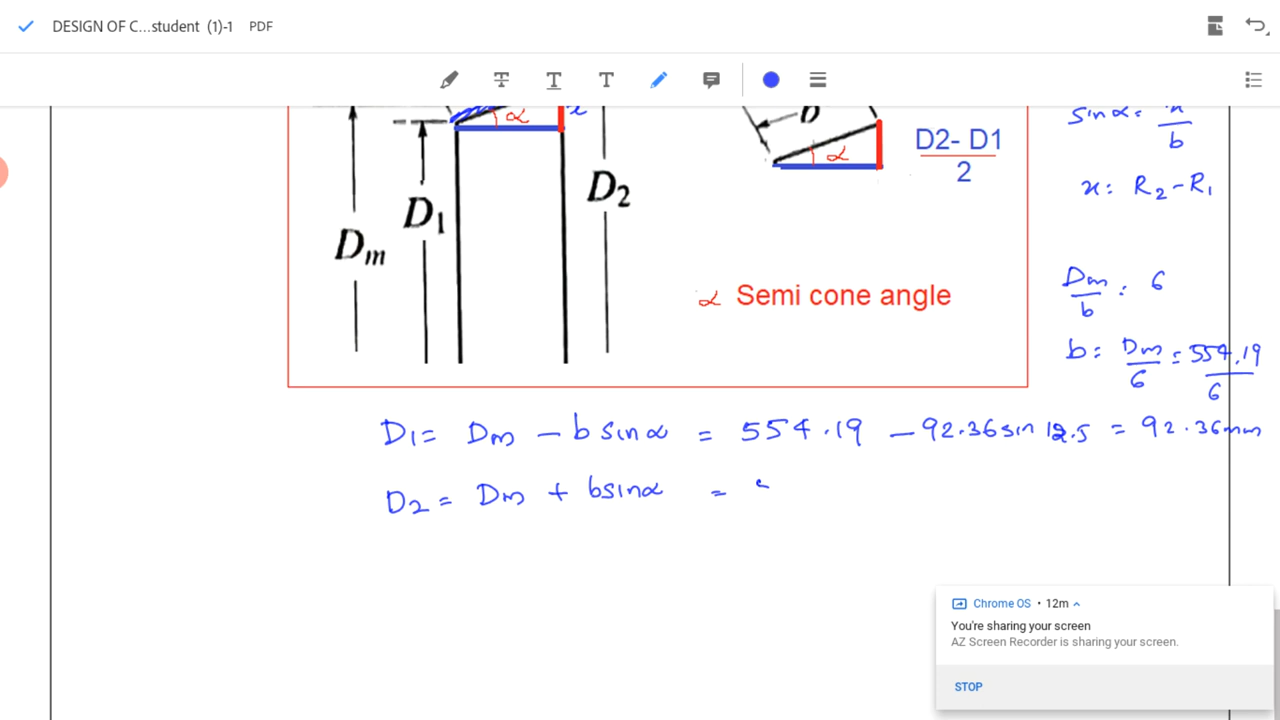 DESIGN OF C...student (1)-1 PDF
α
D2- D1
2
α
D1
D2
Dm
α Semi cone angle
sinα = x
b
x = R2 - R1
Dm = 6
b
b = Dm = 554.19
6 6
D1 = Dm - b sinα = 554.19 - 92.36 sin 12.5 = 92.36mm
D2 = Dm + b sinα =
Chrome OS • 12m
You're sharing your screen
AZ Screen Recorder is sharing your screen.
STOP